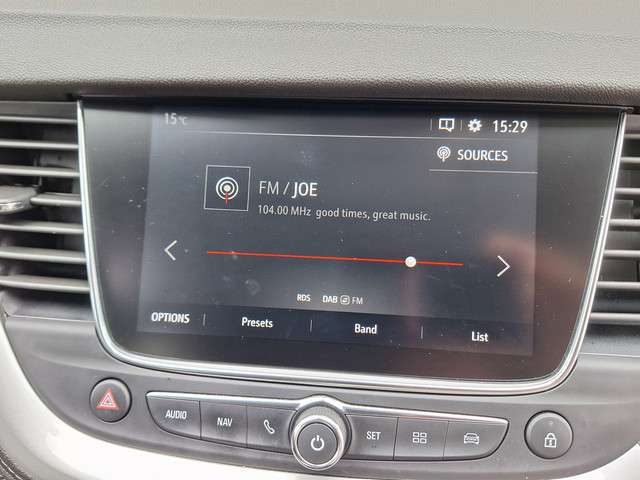 15°C
15:29
SOURCES
FM / JOE
104.00 MHz good times, great music.
RDS DAB FM
OPTIONS Presets Band List
AUDIO NAV SET